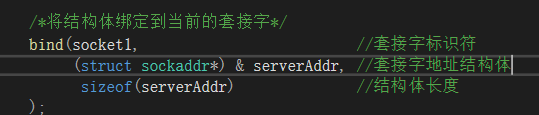 /*将结构体绑定到当前的套接字*/
bind(socket1, //套接字标识符
(struct sockaddr*) & serverAddr, //套接字地址结构体
sizeof(serverAddr) //结构体长度
);